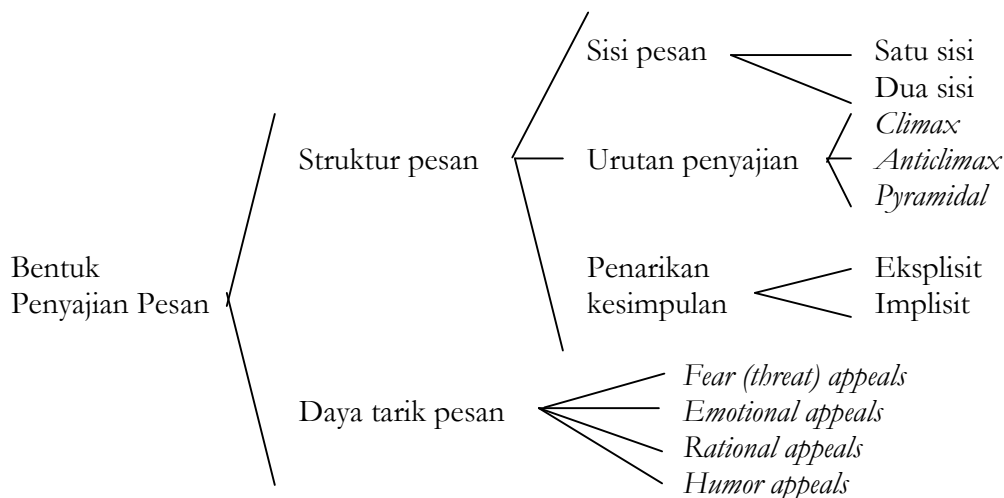 Sisi pesan
Satu sisi
Dua sisi
Climax
Struktur pesan
Urutan penyajian
Anticlimax
Pyramidal
Bentuk
Penyajian Pesan
Penarikan
kesimpulan
Eksplisit
Implisit
Daya tarik pesan
Fear (threat) appeals
Emotional appeals
Rational appeals
Humor appeals